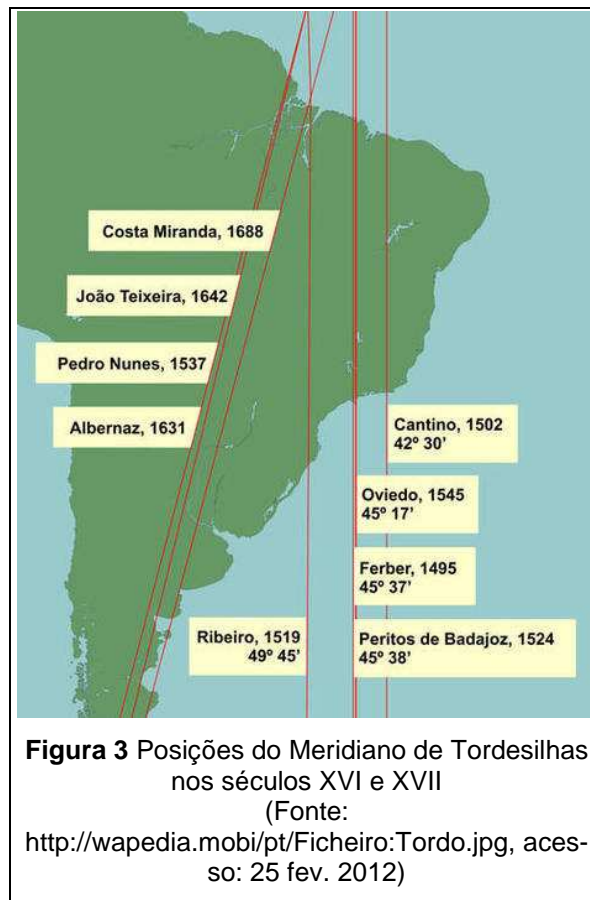 Costa Miranda, 1688
João Teixeira, 1642
Pedro Nunes, 1537
Albernaz, 1631
Cantino, 1502
42º 30’
Oviedo, 1545
45º 17’
Ferber, 1495
45º 37’
Ribeiro, 1519
49º 45’
Peritos de Badajoz, 1524
45º 38’
Figura 3 Posições do Meridiano de Tordesilhas
nos séculos XVI e XVII
(Fonte:
http://wapedia.mobi/pt/Ficheiro:Tordo.jpg, aces-
so: 25 fev. 2012)